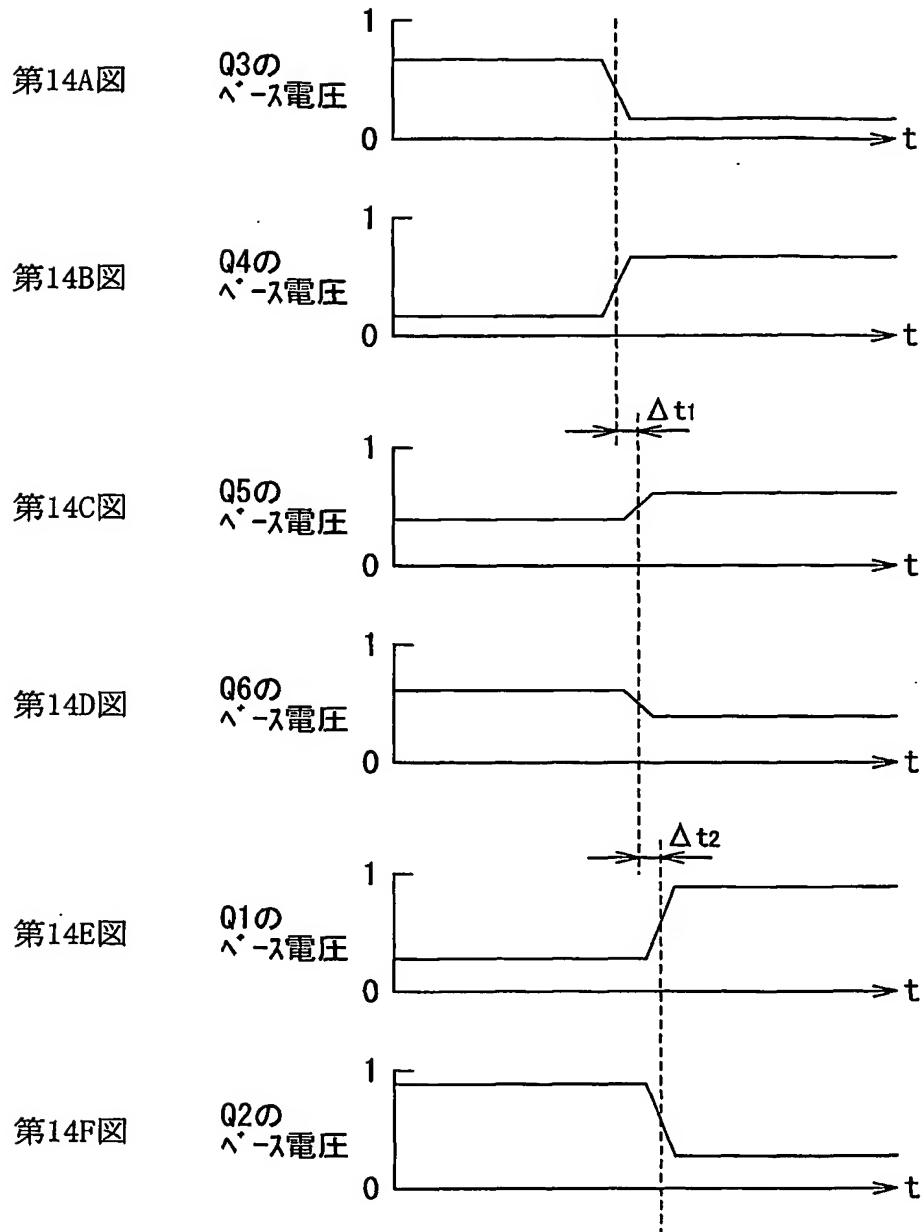 1
第14A図
Q3の
ベース電圧
0
t
1
第14B図
Q4の
ベース電圧
0
t
Δt1
1
第14C図
Q5の
ベース電圧
0
t
1
第14D図
Q6の
ベース電圧
0
t
Δt2
1
第14E図
Q1の
ベース電圧
0
t
1
第14F図
Q2の
ベース電圧
0
t